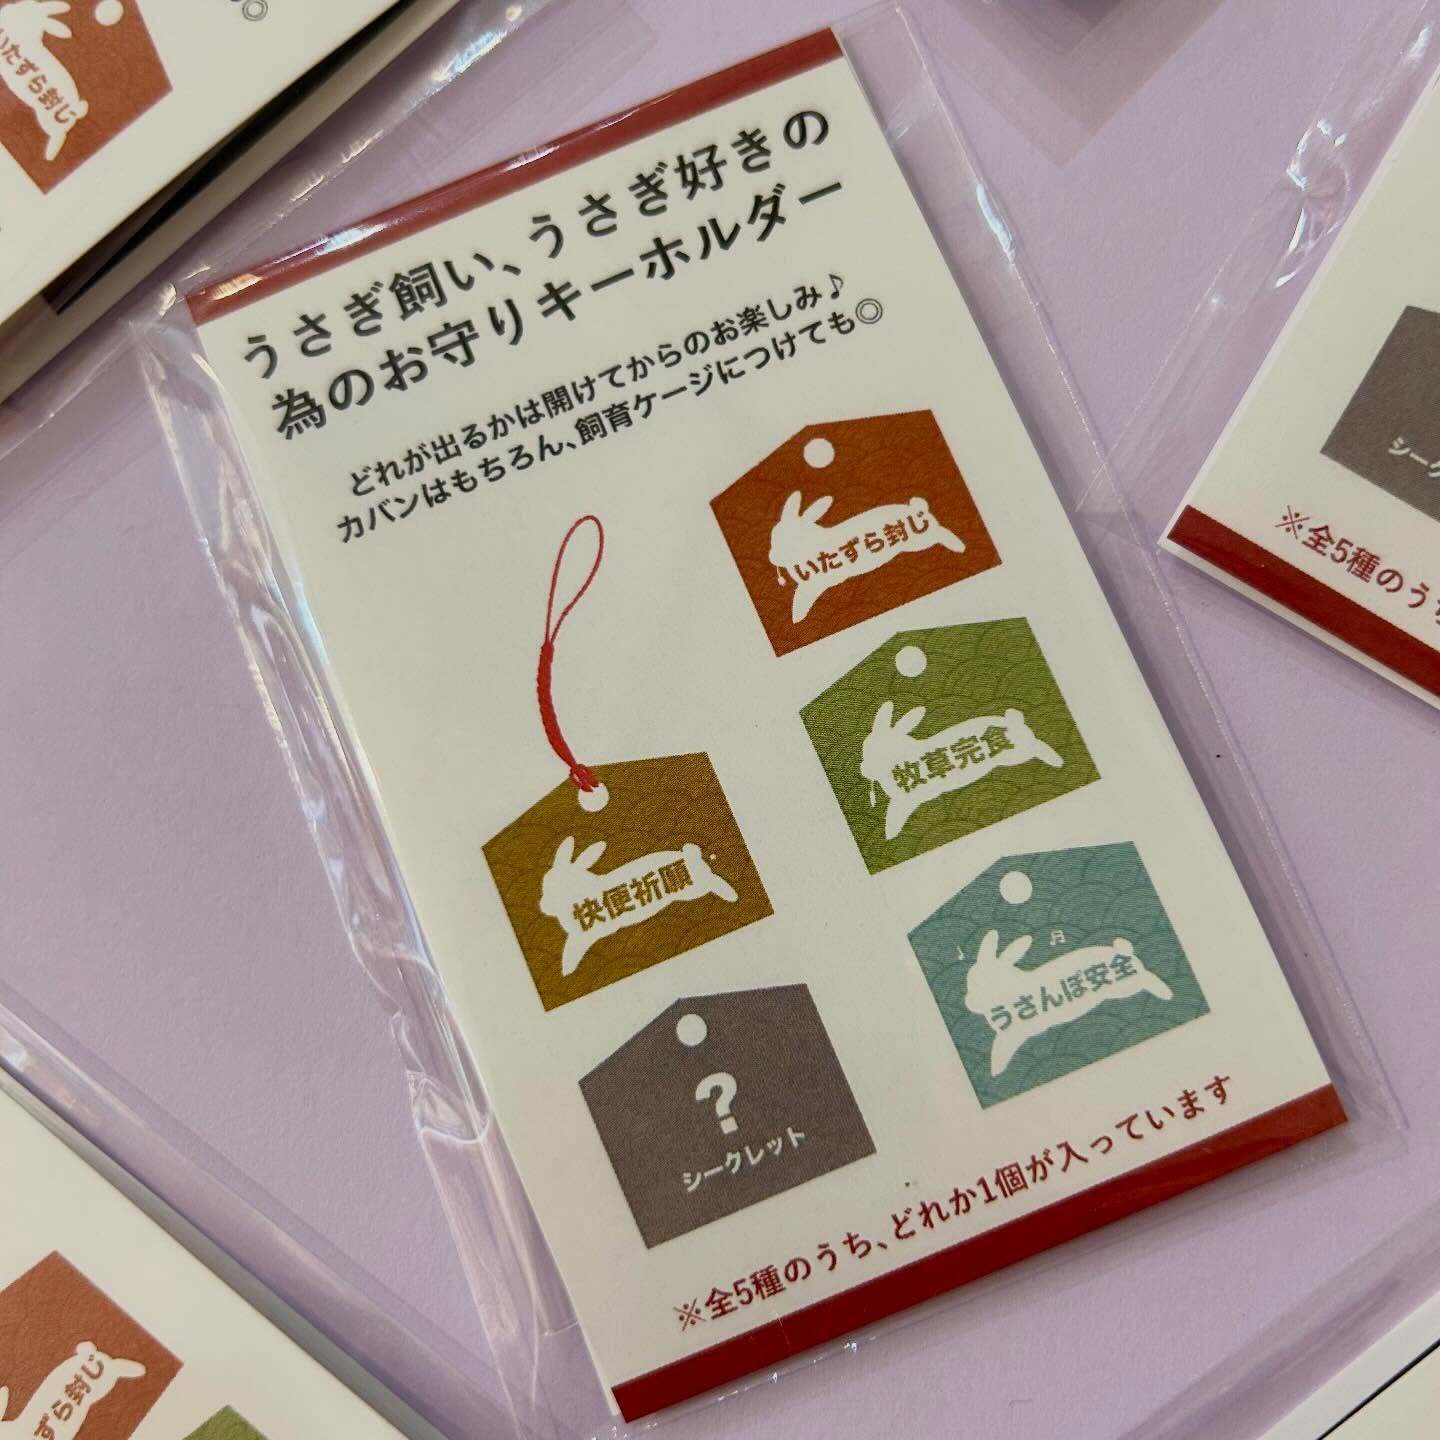 うさぎ飼い、うさぎ好きの
為のお守りキーホルダー
どれが出るかは開けてからのお楽しみ♪
カバンはもちろん、飼育ケージにつけても◎
いたずら封じ
牧草完食
快便祈願
うさんぽ安全
?
シークレット
※全5種のうち、どれか1個が入っています
いたずら封じ
◎
シーク
※全5種のうち
ずら封じ